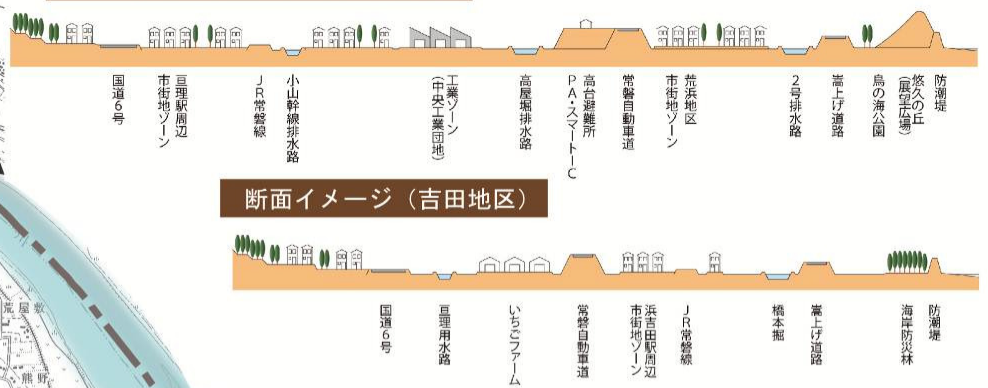 国道6号
亘理駅周辺
市街地ゾーン
JR常磐線
小山幹線排水路
工業ゾーン
(中央工業団地)
高屋堀排水路
高台避難所
PA・スマートIC
常磐自動車道
荒浜地区
市街地ゾーン
2号排水路
嵩上げ道路
鳥の海公園
悠久の丘
(展望広場)
防潮堤
断面イメージ（吉田地区）
国道6号
亘理用水路
いちごファーム
常磐自動車道
浜吉田駅周辺
市街地ゾーン
JR常磐線
橋本掘
嵩上げ道路
海岸防災林
防潮堤
荒屋敷
熊野